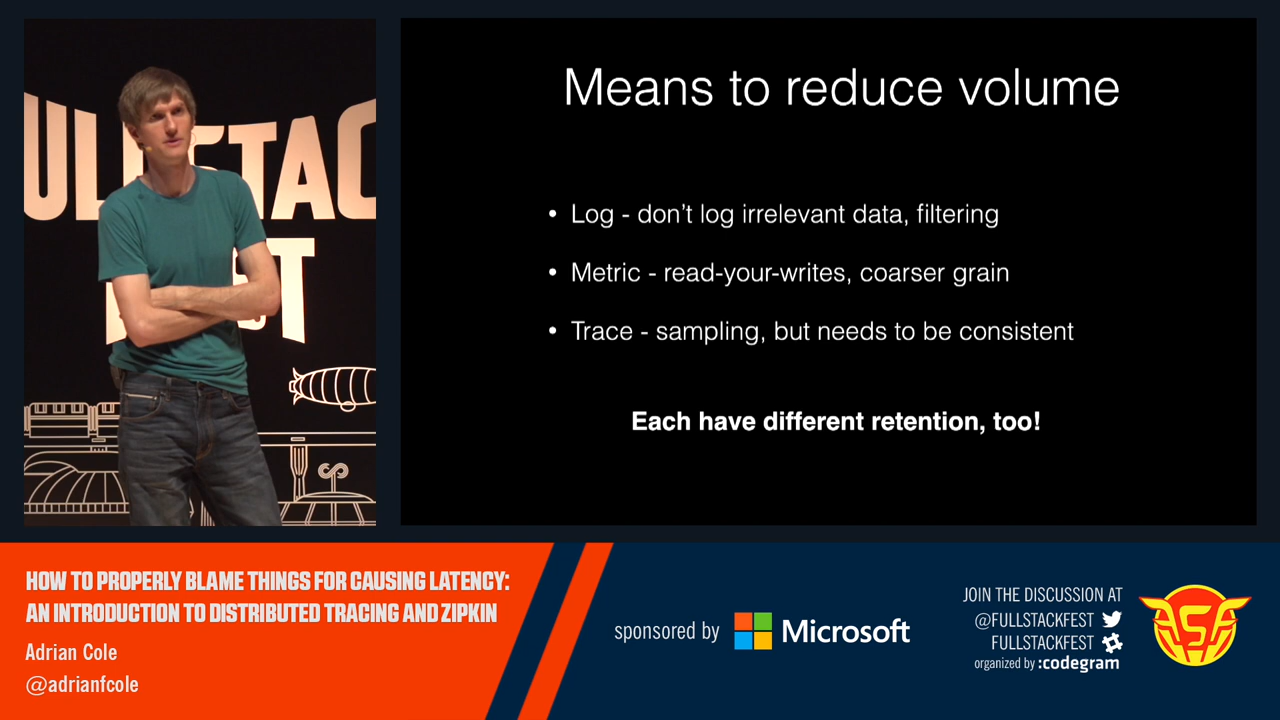 ULLSTAC
FEST
Means to reduce volume
• Log - don't log irrelevant data, filtering
• Metric - read-your-writes, coarser grain
• Trace - sampling, but needs to be consistent
Each have different retention, too!
HOW TO PROPERLY BLAME THINGS FOR CAUSING LATENCY:
AN INTRODUCTION TO DISTRIBUTED TRACING AND ZIPKIN
Adrian Cole
@adrianfcole
sponsored by Microsoft
JOIN THE DISCUSSION AT
@FULLSTACKFEST
FULLSTACKFEST
organized by :codegram
FSF